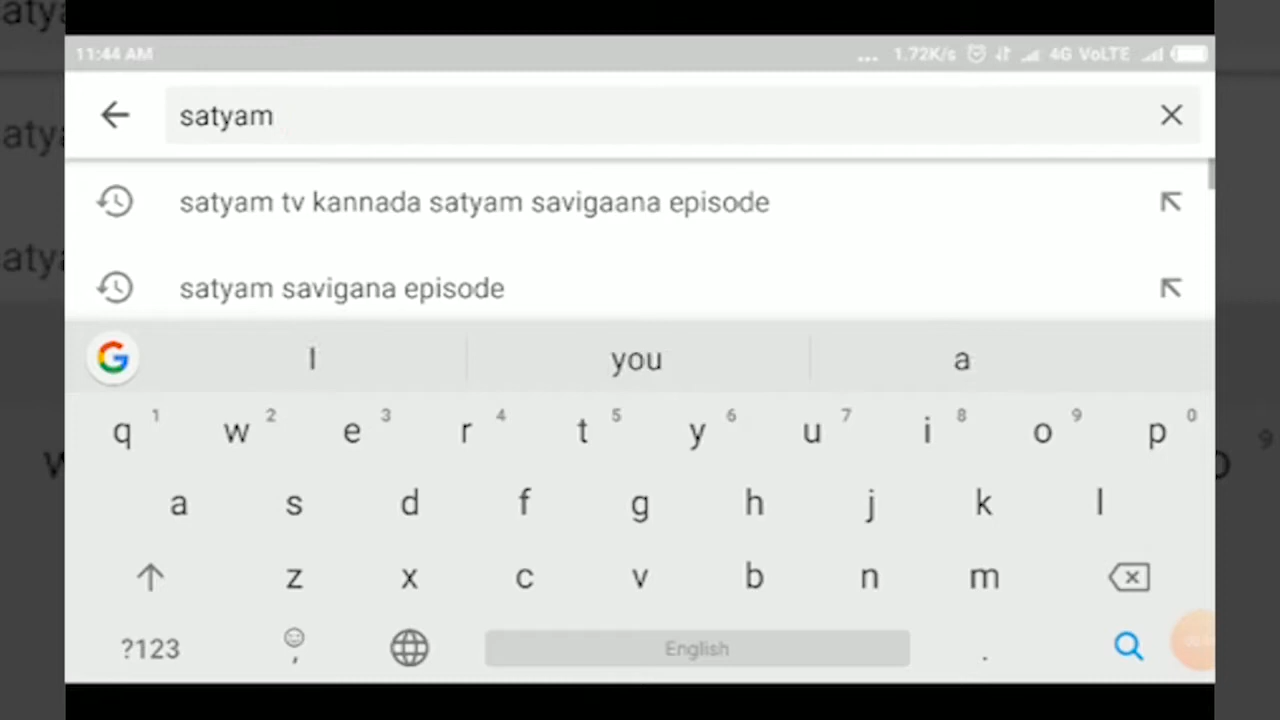 11:44 AM ... 1.72K/s 4G VoLTE
satyam
satyam tv kannada satyam savigaana episode
satyam savigana episode
G I you a
q 1 w 2 e 3 r 4 t 5 y 6 u 7 i 8 o 9 p 0
a s d f g h j k l
z x c v b n m
?123 , English .